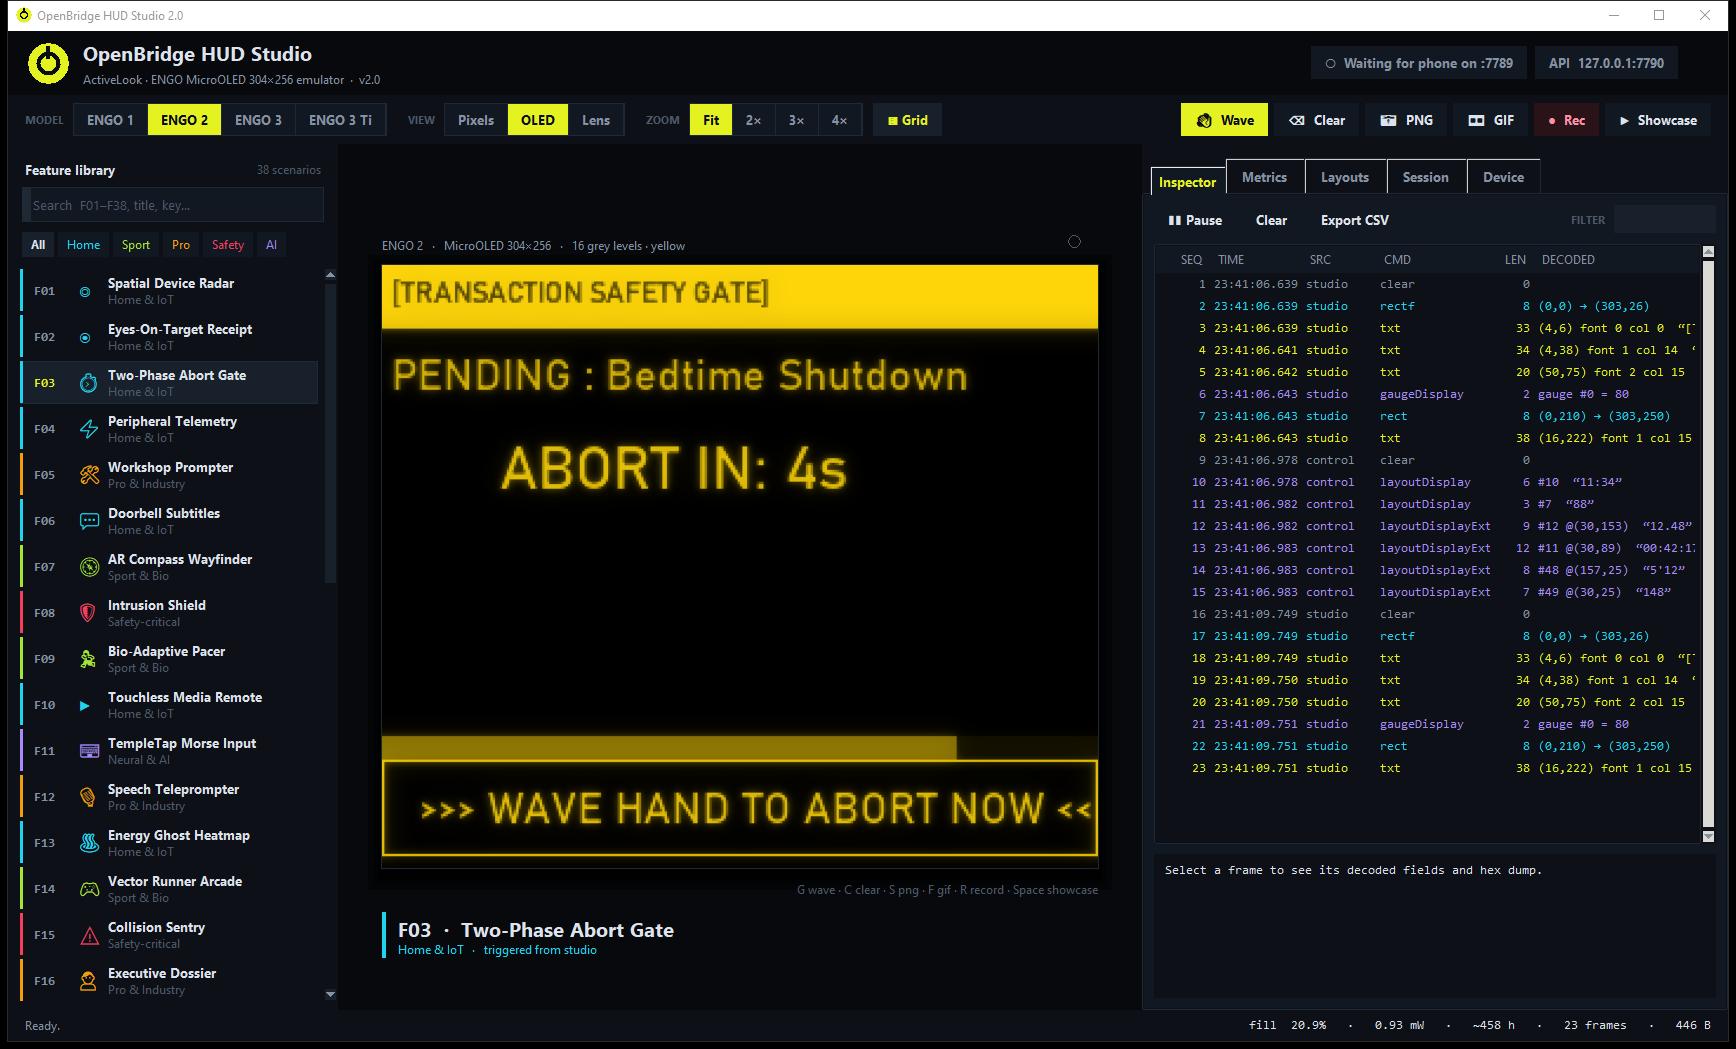 OpenBridge HUD Studio 2.0
OpenBridge HUD Studio
ActiveLook · ENGO MicroOLED 304×256 emulator · v2.0
Waiting for phone on :7789
API 127.0.0.1:7790
MODEL ENGO 1 ENGO 2 ENGO 3 ENGO 3 Ti VIEW Pixels OLED Lens ZOOM Fit 2× 3× 4× Grid Wave Clear PNG GIF Rec Showcase
Feature library 38 scenarios
Search F01–F38, title, key...
All Home Sport Pro Safety AI
F01 Spatial Device Radar
Home & IoT
F02 Eyes-On-Target Receipt
Home & IoT
F03 Two-Phase Abort Gate
Home & IoT
F04 Peripheral Telemetry
Home & IoT
F05 Workshop Prompter
Pro & Industry
F06 Doorbell Subtitles
Home & IoT
F07 AR Compass Wayfinder
Sport & Bio
F08 Intrusion Shield
Safety-critical
F09 Bio-Adaptive Pacer
Sport & Bio
F10 Touchless Media Remote
Home & IoT
F11 TempleTap Morse Input
Neural & AI
F12 Speech Teleprompter
Pro & Industry
F13 Energy Ghost Heatmap
Home & IoT
F14 Vector Runner Arcade
Sport & Bio
F15 Collision Sentry
Safety-critical
F16 Executive Dossier
Pro & Industry
ENGO 2 · MicroOLED 304×256 · 16 grey levels · yellow
[TRANSACTION SAFETY GATE]
PENDING : Bedtime Shutdown
ABORT IN: 4s
>>> WAVE HAND TO ABORT NOW <<
G wave · C clear · S png · F gif · R record · Space showcase
F03 · Two-Phase Abort Gate
Home & IoT · triggered from studio
Inspector Metrics Layouts Session Device
Pause Clear Export CSV FILTER
SEQ TIME SRC CMD LEN DECODED
1 23:41:06.639 studio clear 0
2 23:41:06.639 studio rectf 8 (0,0) → (303,26)
3 23:41:06.639 studio txt 33 (4,6) font 0 col 0 “[
4 23:41:06.641 studio txt 34 (4,38) font 1 col 14 “
5 23:41:06.642 studio txt 20 (50,75) font 2 col 15
6 23:41:06.643 studio gaugeDisplay 2 gauge #0 = 80
7 23:41:06.643 studio rect 8 (0,210) → (303,250)
8 23:41:06.643 studio txt 38 (16,222) font 1 col 15
9 23:41:06.978 control clear 0
10 23:41:06.978 control layoutDisplay 6 #10 “11:34”
11 23:41:06.982 control layoutDisplay 3 #7 “88”
12 23:41:06.982 control layoutDisplayExt 9 #12 @(30,153) “12.48”
13 23:41:06.983 control layoutDisplayExt 12 #11 @(30,89) “00:42:17
14 23:41:06.983 control layoutDisplayExt 8 #48 @(157,25) “5'12”
15 23:41:06.983 control layoutDisplayExt 7 #49 @(30,25) “148”
16 23:41:09.749 studio clear 0
17 23:41:09.749 studio rectf 8 (0,0) → (303,26)
18 23:41:09.749 studio txt 33 (4,6) font 0 col 0 “[
19 23:41:09.750 studio txt 34 (4,38) font 1 col 14 “
20 23:41:09.750 studio txt 20 (50,75) font 2 col 15
21 23:41:09.751 studio gaugeDisplay 2 gauge #0 = 80
22 23:41:09.751 studio rect 8 (0,210) → (303,250)
23 23:41:09.751 studio txt 38 (16,222) font 1 col 15
Select a frame to see its decoded fields and hex dump.
Ready.
fill 20.9% · 0.93 mW · ~458 h · 23 frames · 446 B